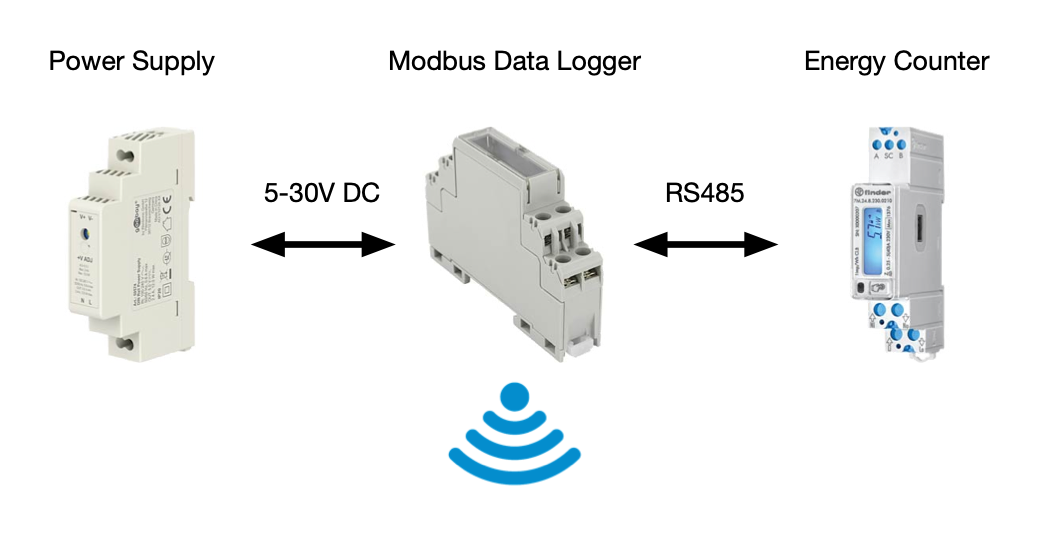 Power Supply
Modbus Data Logger
Energy Counter
5-30V DC
RS485
V+ V-
+V ADJ
N L
A SC B
finder